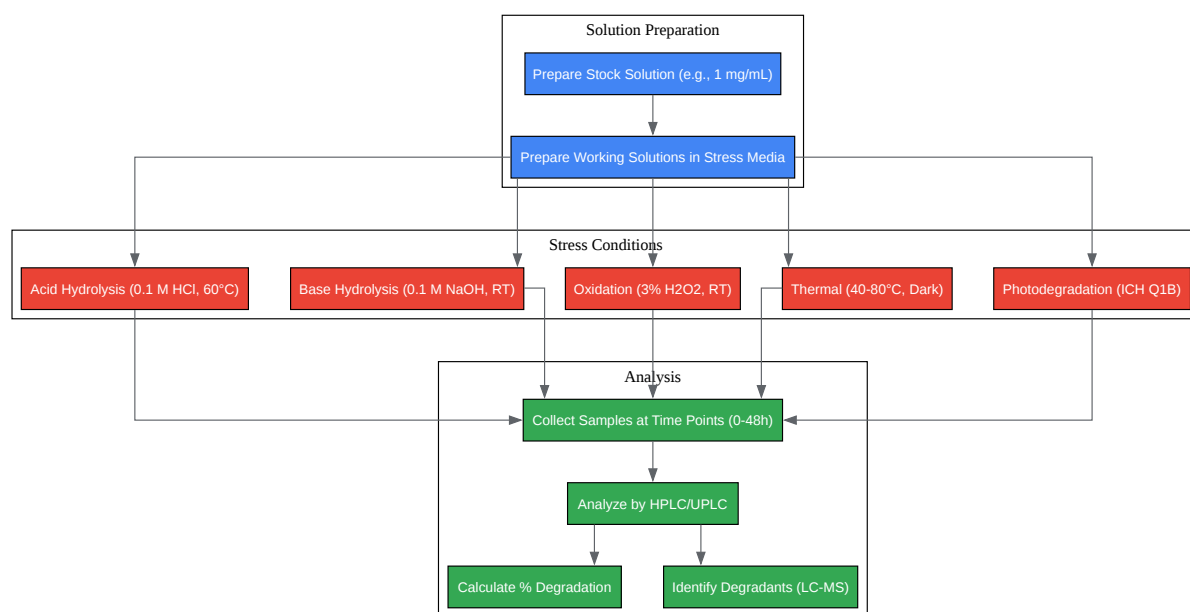 Solution Preparation
Prepare Stock Solution (e.g., 1 mg/mL)
Prepare Working Solutions in Stress Media
Stress Conditions
Acid Hydrolysis (0.1 M HCl, 60°C)
Base Hydrolysis (0.1 M NaOH, RT)
Oxidation (3% H2O2, RT)
Thermal (40-80°C, Dark)
Photodegradation (ICH Q1B)
Analysis
Collect Samples at Time Points (0-48h)
Analyze by HPLC/UPLC
Calculate % Degradation
Identify Degradants (LC-MS)